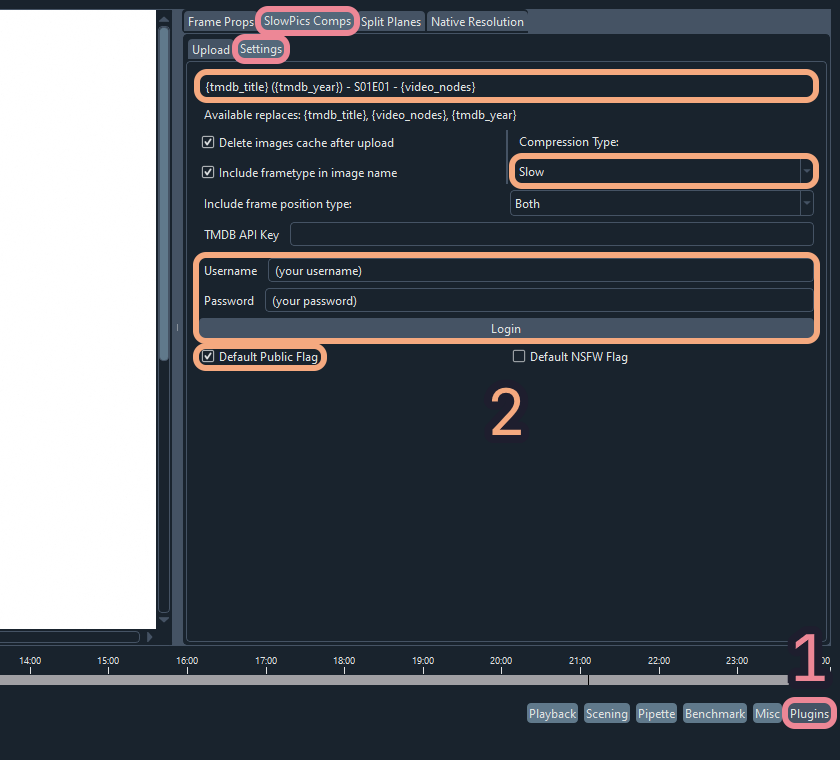 Frame Props SlowPics Comps Split Planes Native Resolution
Upload Settings
{tmdb_title} ({tmdb_year}) - S01E01 - {video_nodes}
Available replaces: {tmdb_title}, {video_nodes}, {tmdb_year}
Delete images cache after upload
Compression Type:
Include frametype in image name
Slow
Include frame position type:
Both
TMDB API Key
Username (your username)
Password (your password)
Login
Default Public Flag
Default NSFW Flag
2
1
14:00 15:00 16:00 17:00 18:00 19:00 20:00 21:00 22:00 23:00
Playback Scening Pipette Benchmark Misc Plugins